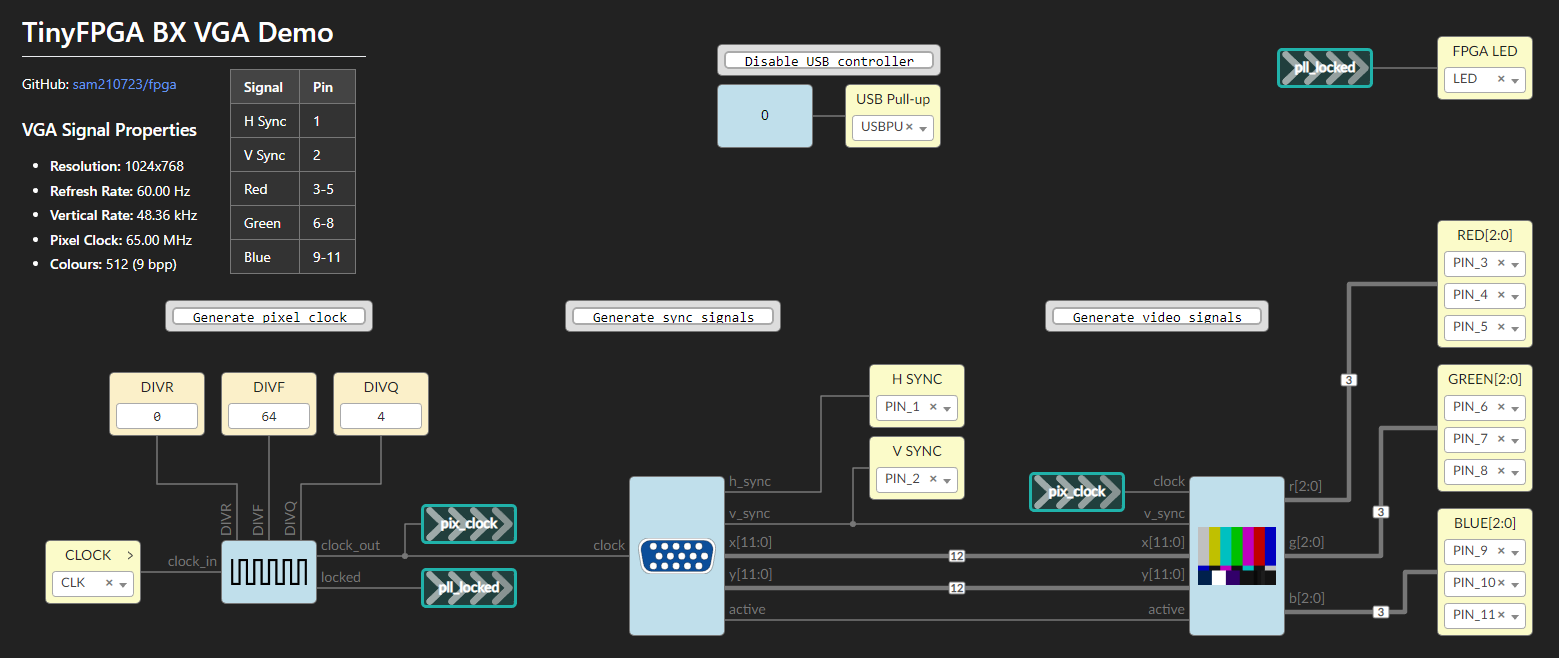 TinyFPGA BX VGA Demo
GitHub: sam210723/fpga
VGA Signal Properties
Resolution: 1024x768
Refresh Rate: 60.00 Hz
Vertical Rate: 48.36 kHz
Pixel Clock: 65.00 MHz
Colours: 512 (9 bpp)
Signal Pin
H Sync 1
V Sync 2
Red 3-5
Green 6-8
Blue 9-11
Disable USB controller
0
USB Pull-up
USBPU
pll_locked
FPGA LED
LED
Generate pixel clock
DIVR
0
DIVF
64
DIVQ
4
DIVR
DIVF
DIVQ
CLOCK
CLK
clock_in
clock_out
locked
pix_clock
pll_locked
Generate sync signals
clock
h_sync
v_sync
x[11:0]
y[11:0]
active
H SYNC
PIN_1
V SYNC
PIN_2
12
12
Generate video signals
pix_clock
clock
v_sync
x[11:0]
y[11:0]
active
r[2:0]
g[2:0]
b[2:0]
3
3
3
RED[2:0]
PIN_3
PIN_4
PIN_5
GREEN[2:0]
PIN_6
PIN_7
PIN_8
BLUE[2:0]
PIN_9
PIN_10
PIN_11